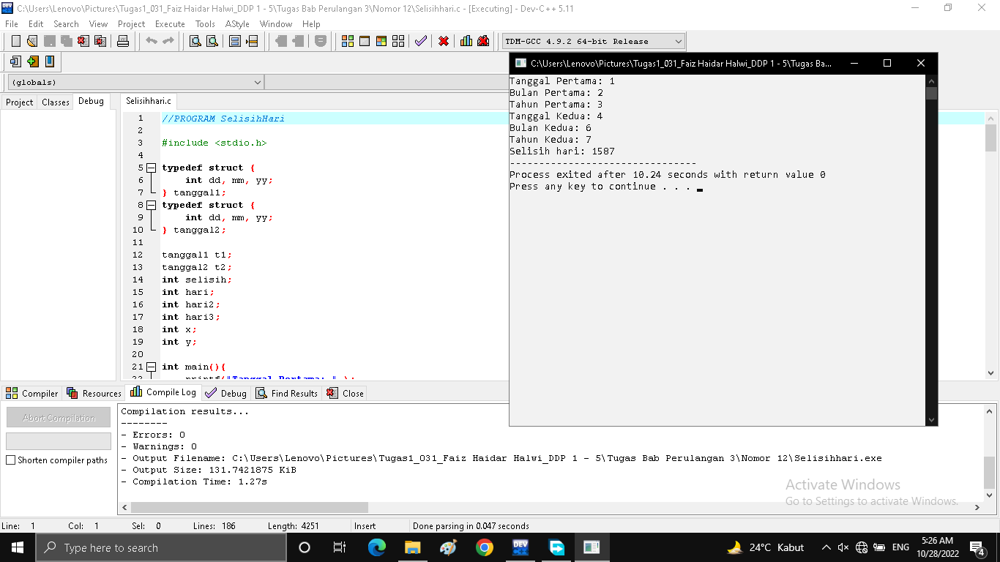 C:\Users\Lenovo\Pictures\Tugas1_031_Faiz Haidar Halwi_DDP 1 - 5\Tugas Bab Perulangan 3\Nomor 12\Selisihhari.c - [Executing] - Dev-C++ 5.11
File Edit Search View Project Execute Tools AStyle Window Help
TDM-GCC 4.9.2 64-bit Release
(globals)
Project Classes Debug
Selisihhari.c
1 //PROGRAM SelisihHari
2
3 #include <stdio.h>
4
5 typedef struct {
6 int dd, mm, yy;
7 } tanggal1;
8 typedef struct {
9 int dd, mm, yy;
10 } tanggal2;
11
12 tanggal1 t1;
13 tanggal2 t2;
14 int selisih;
15 int hari;
16 int hari2;
17 int hari3;
18 int x;
19 int y;
20
21 int main(){
22 printf("Tanggal Pertama: " );
C:\Users\Lenovo\Pictures\Tugas1_031_Faiz Haidar Halwi_DDP 1 - 5\Tugas Ba...
Tanggal Pertama: 1
Bulan Pertama: 2
Tahun Pertama: 3
Tanggal Kedua: 4
Bulan Kedua: 6
Tahun Kedua: 7
Selisih hari: 1587
--------------------------------
Process exited after 10.24 seconds with return value 0
Press any key to continue . . .
Compiler Resources Compile Log Debug Find Results Close
Abort Compilation
Shorten compiler paths
Compilation results...
--------
- Errors: 0
- Warnings: 0
- Output Filename: C:\Users\Lenovo\Pictures\Tugas1_031_Faiz Haidar Halwi_DDP 1 - 5\Tugas Bab Perulangan 3\Nomor 12\Selisihhari.exe
- Output Size: 131.7421875 KiB
- Compilation Time: 1.27s
Activate Windows
Go to Settings to activate Windows.
Line: 1 Col: 1 Sel: 0 Lines: 186 Length: 4251 Insert Done parsing in 0.047 seconds
Type here to search
DEV
24°C Kabut
ENG
5:26 AM
10/28/2022
4